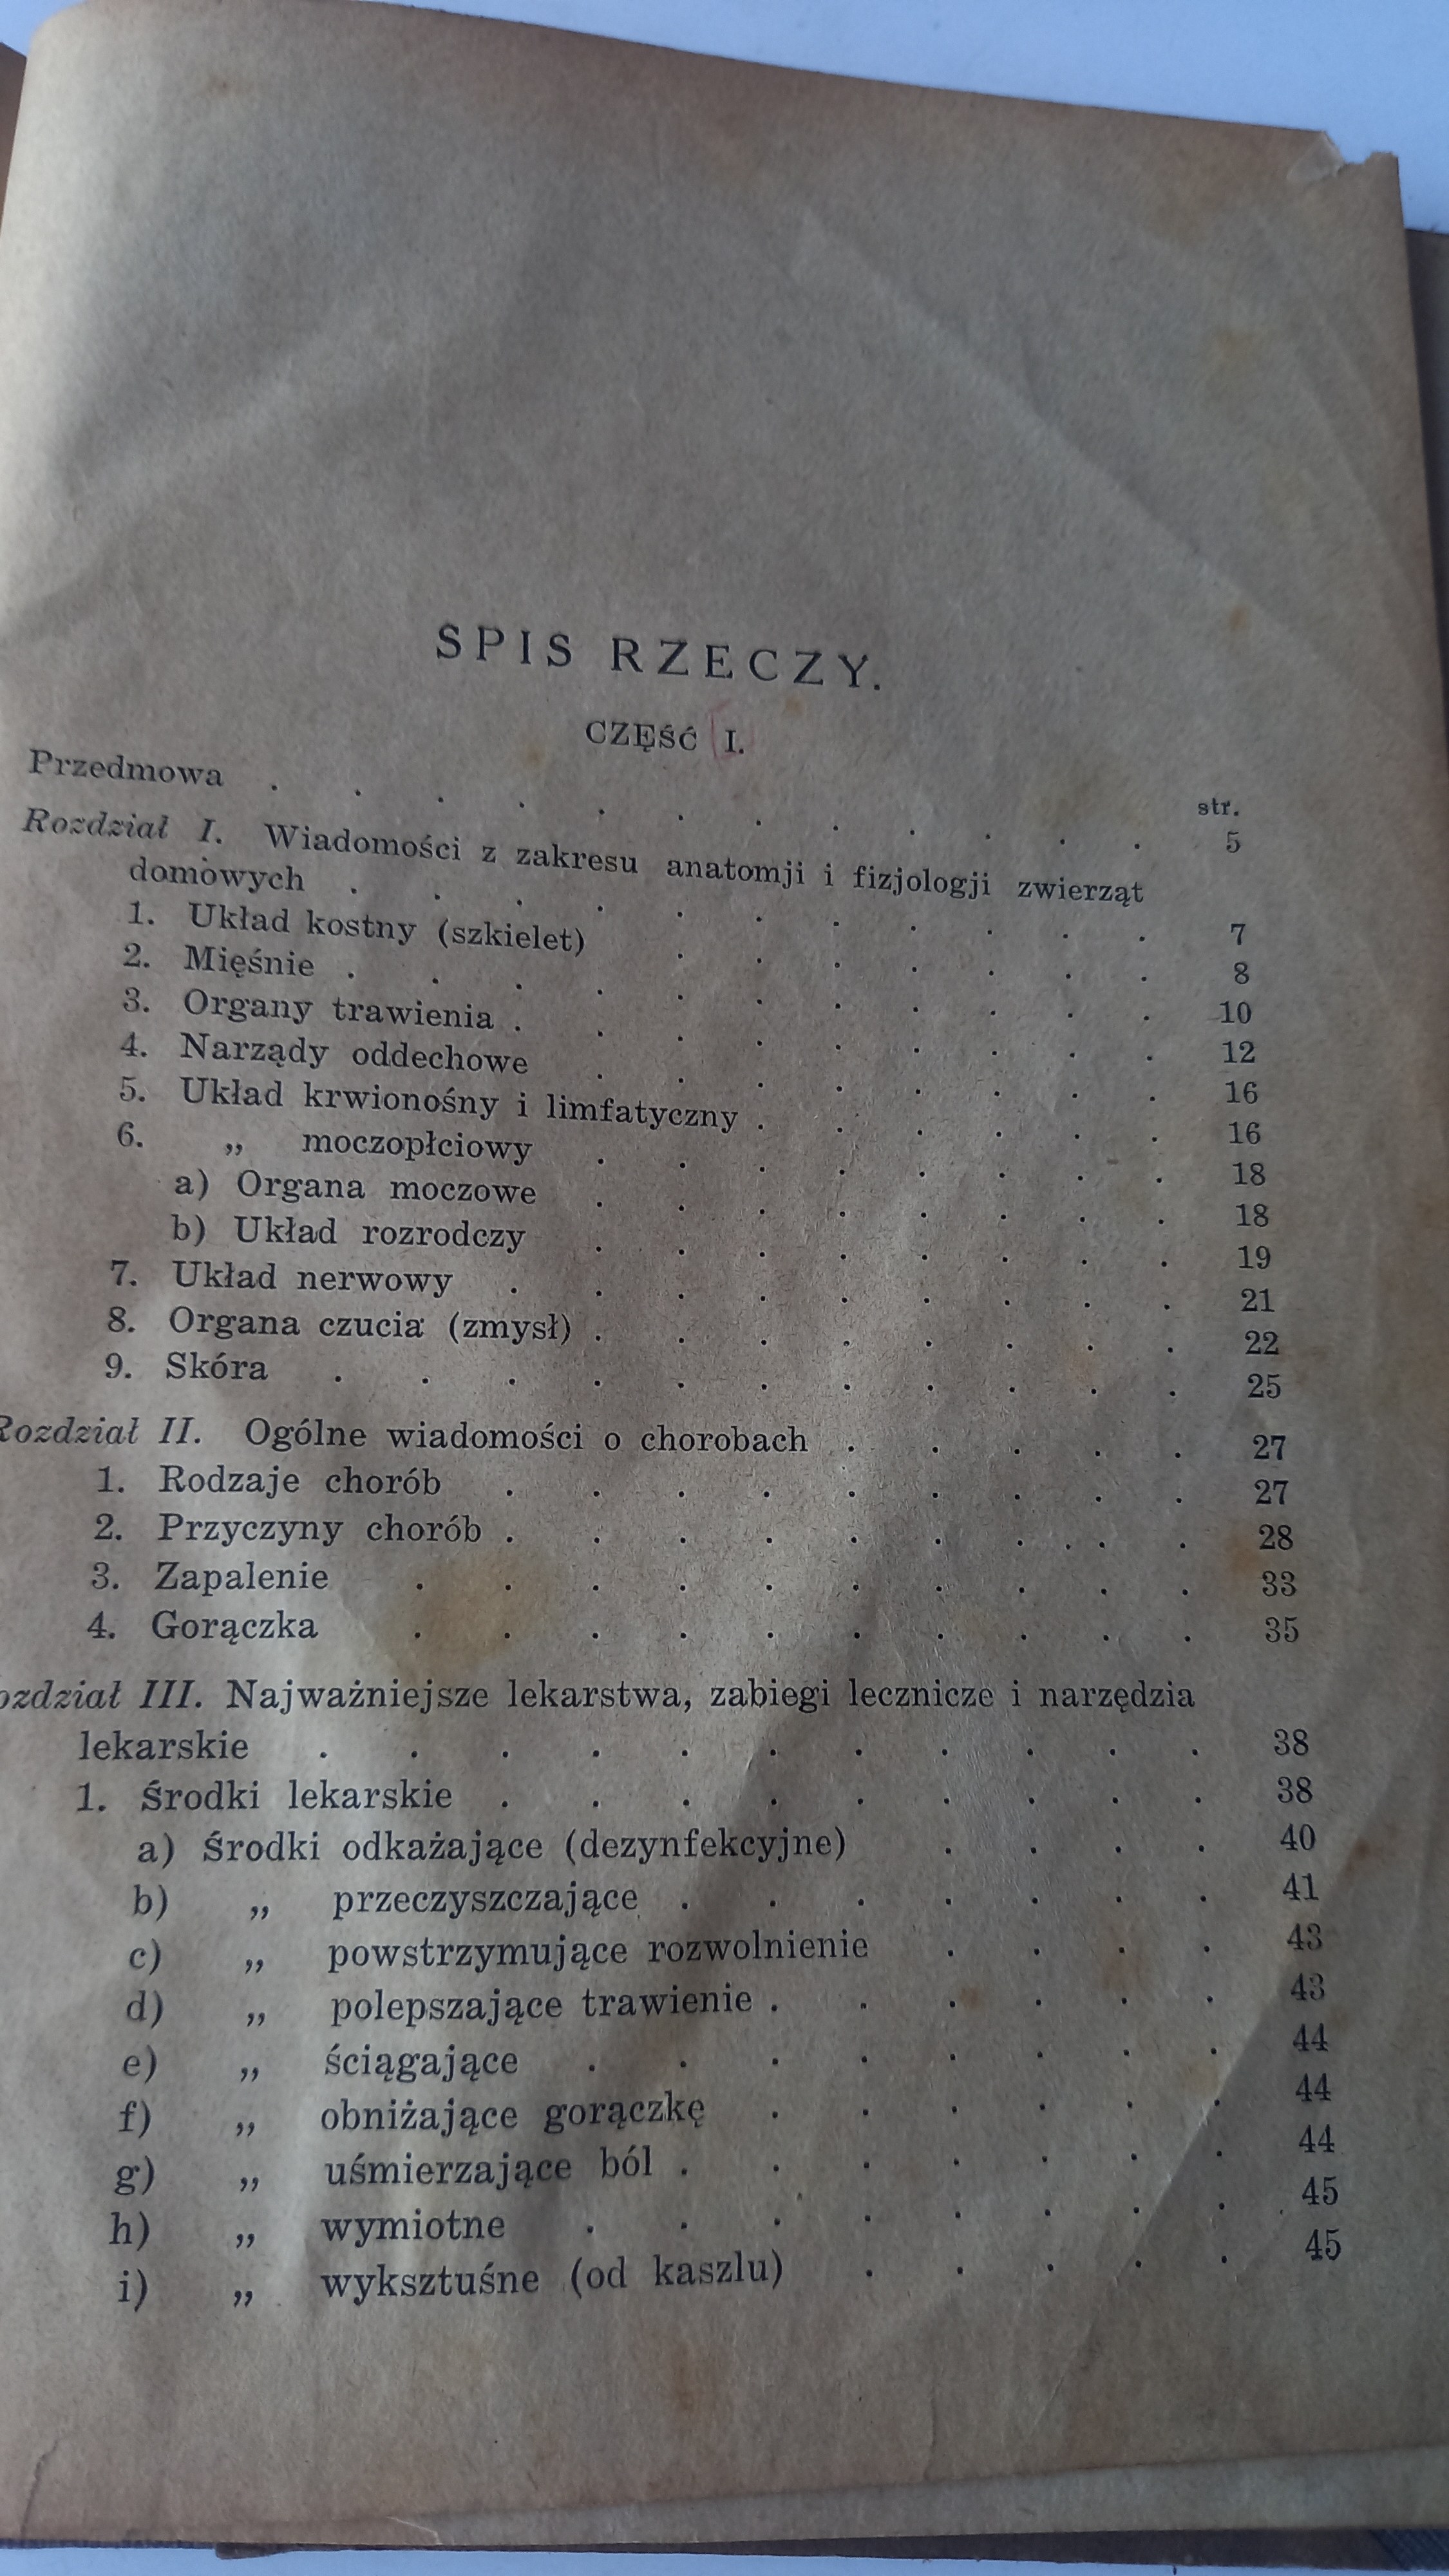 SPIS RZECZY.
CZĘŚĆ I.
str.
Przedmowa . . . . . . . . . . . . 5
Rozdział I. Wiadomości z zakresu anatomji i fizjologji zwierząt
domowych . . . . . . . . . . . 7
1. Układ kostny (szkielet) . . . . . . . 8
2. Mięśnie . . . . . . . . . . . 10
3. Organy trawienia . . . . . . . . . 12
4. Narządy oddechowe . . . . . . . . 16
5. Układ krwionośny i limfatyczny . . . . . . 16
6. „ moczopłciowy . . . . . . . . 18
a) Organa moczowe . . . . . . . . 18
b) Układ rozrodczy . . . . . . . . 19
7. Układ nerwowy . . . . . . . . . 21
8. Organa czucia (zmysł) . . . . . . . . 22
9. Skóra . . . . . . . . . . . 25
Rozdział II. Ogólne wiadomości o chorobach . . . . . 27
1. Rodzaje chorób . . . . . . . . . 27
2. Przyczyny chorób . . . . . . . . . . . 28
3. Zapalenie . . . . . . . . . . 33
4. Gorączka . . . . . . . . . . 35
ozdział III. Najważniejsze lekarstwa, zabiegi lecznicze i narzędzia
lekarskie . . . . . . . . . . . 38
1. Środki lekarskie . . . . . . . . . 38
a) Środki odkażające (dezynfekcyjne) . . . . 40
b) „ przeczyszczające . . . . . . . 41
c) „ powstrzymujące rozwolnienie . . . . 43
d) „ polepszające trawienie . . . . . . 43
e) „ ściągające . . . . . . . . 44
f) „ obniżające gorączkę . . . . . . 44
g) „ uśmierzające ból . . . . . . . 44
h) „ wymiotne . . . . . . . . 45
i) „ wyksztuśne (od kaszlu) . . . . . 45